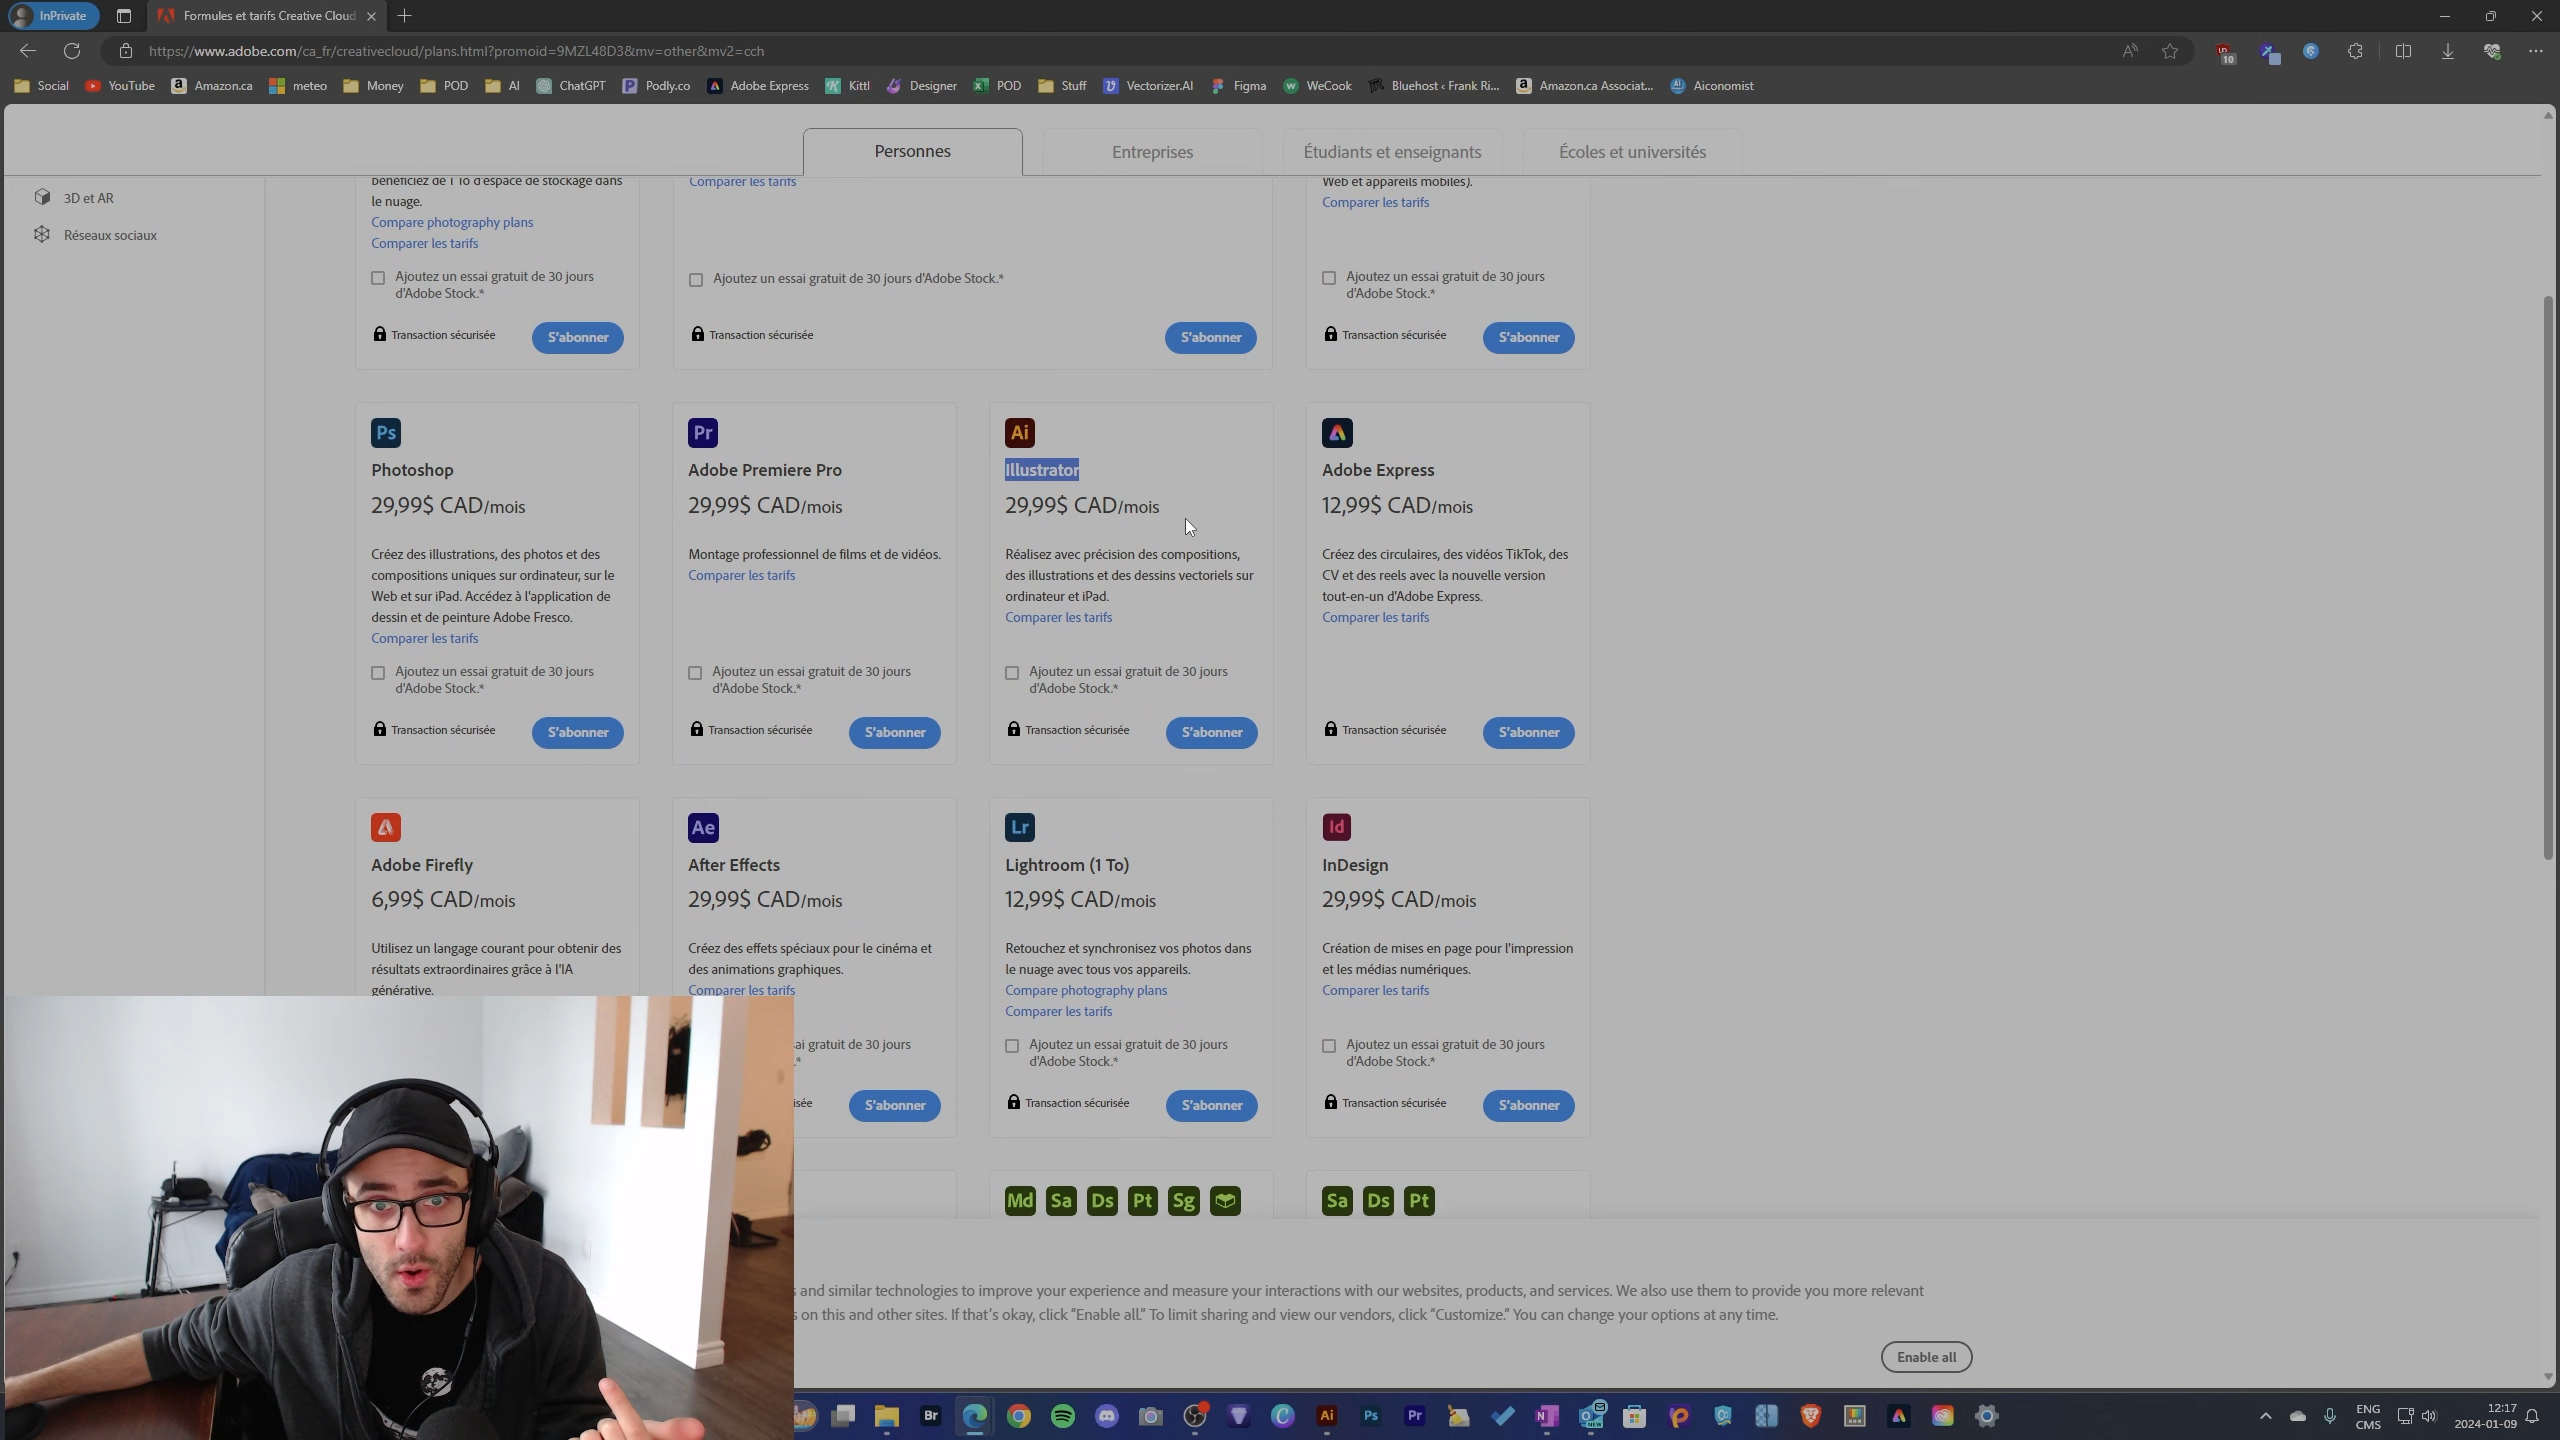 InPrivate
Formules et tarifs Creative Cloud
https://www.adobe.com/ca_fr/creativecloud/plans.html?promoid=9MZL48D3&mv=other&mv2=cch
10
Social YouTube Amazon.ca meteo Money POD AI ChatGPT Podly.co Adobe Express Kittl Designer POD Stuff Vectorizer.AI Figma WeCook Bluehost ‹ Frank Ri... Amazon.ca Associat... Aiconomist
Personnes Entreprises Étudiants et enseignants Écoles et universités
3D et AR
Réseaux sociaux
bénéficiez de 1 To d'espace de stockage dans
le nuage.
Compare photography plans
Comparer les tarifs
Ajoutez un essai gratuit de 30 jours
d'Adobe Stock.*
Transaction sécurisée S'abonner
Comparer les tarifs
Ajoutez un essai gratuit de 30 jours d'Adobe Stock.*
Transaction sécurisée S'abonner
Web et appareils mobiles).
Comparer les tarifs
Ajoutez un essai gratuit de 30 jours
d'Adobe Stock.*
Transaction sécurisée S'abonner
Ps
Photoshop
29,99$ CAD/mois
Créez des illustrations, des photos et des
compositions uniques sur ordinateur, sur le
Web et sur iPad. Accédez à l'application de
dessin et de peinture Adobe Fresco.
Comparer les tarifs
Ajoutez un essai gratuit de 30 jours
d'Adobe Stock.*
Transaction sécurisée S'abonner
Pr
Adobe Premiere Pro
29,99$ CAD/mois
Montage professionnel de films et de vidéos.
Comparer les tarifs
Ajoutez un essai gratuit de 30 jours
d'Adobe Stock.*
Transaction sécurisée S'abonner
Ai
Illustrator
29,99$ CAD/mois
Réalisez avec précision des compositions,
des illustrations et des dessins vectoriels sur
ordinateur et iPad.
Comparer les tarifs
Ajoutez un essai gratuit de 30 jours
d'Adobe Stock.*
Transaction sécurisée S'abonner
Adobe Express
12,99$ CAD/mois
Créez des circulaires, des vidéos TikTok, des
CV et des reels avec la nouvelle version
tout-en-un d'Adobe Express.
Comparer les tarifs
Transaction sécurisée S'abonner
Adobe Firefly
6,99$ CAD/mois
Utilisez un langage courant pour obtenir des
résultats extraordinaires grâce à l'IA
générative.
Ae
After Effects
29,99$ CAD/mois
Créez des effets spéciaux pour le cinéma et
des animations graphiques.
Comparer les tarifs
ai gratuit de 30 jours
.*
isée S'abonner
Lr
Lightroom (1 To)
12,99$ CAD/mois
Retouchez et synchronisez vos photos dans
le nuage avec tous vos appareils.
Compare photography plans
Comparer les tarifs
Ajoutez un essai gratuit de 30 jours
d'Adobe Stock.*
Transaction sécurisée S'abonner
Id
InDesign
29,99$ CAD/mois
Création de mises en page pour l'impression
et les médias numériques.
Comparer les tarifs
Ajoutez un essai gratuit de 30 jours
d'Adobe Stock.*
Transaction sécurisée S'abonner
Md Sa Ds Pt Sg
Sa Ds Pt
s and similar technologies to improve your experience and measure your interactions with our websites, products, and services. We also use them to provide you more relevant
s on this and other sites. If that's okay, click "Enable all." To limit sharing and view our vendors, click "Customize." You can change your options at any time.
Enable all
Br Ai Ps Pr N NEW
ENG
CMS
12:17
2024-01-09